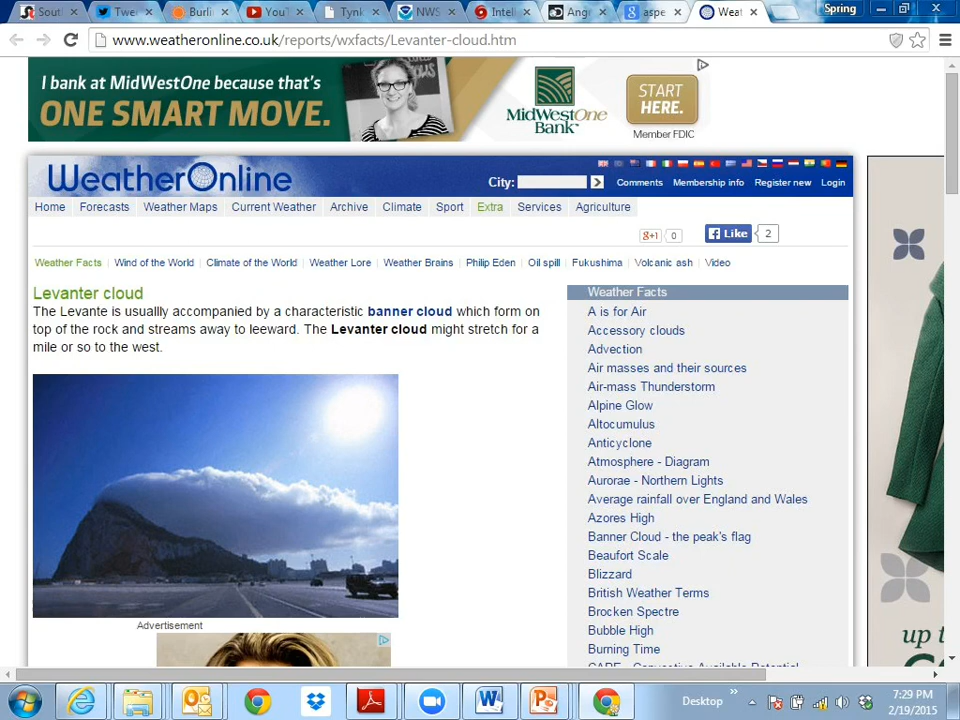 Sout
Twe
Burli
YouT
Tynk
NWS
Intelli
Angi
aspe
Weat
Spring
www.weatheronline.co.uk/reports/wxfacts/Levanter-cloud.htm
I bank at MidWestOne because that's
ONE SMART MOVE.
MidWestOne
Bank
START
HERE.
Member FDIC
WeatherOnline
City:
Comments Membership info Register new Login
Home Forecasts Weather Maps Current Weather Archive Climate Sport Extra Services Agriculture
g+1 0 Like 2
Weather Facts Wind of the World Climate of the World Weather Lore Weather Brains Philip Eden Oil spill Fukushima Volcanic ash Video
Levanter cloud
The Levante is usuallly accompanied by a characteristic banner cloud which form on
top of the rock and streams away to leeward. The Levanter cloud might stretch for a
mile or so to the west.
Advertisement
Weather Facts
A is for Air
Accessory clouds
Advection
Air masses and their sources
Air-mass Thunderstorm
Alpine Glow
Altocumulus
Anticyclone
Atmosphere - Diagram
Aurorae - Northern Lights
Average rainfall over England and Wales
Azores High
Banner Cloud - the peak's flag
Beaufort Scale
Blizzard
British Weather Terms
Brocken Spectre
Bubble High
Burning Time
CAPE - Convective Available Potential
up t
Desktop
7:29 PM
2/19/2015